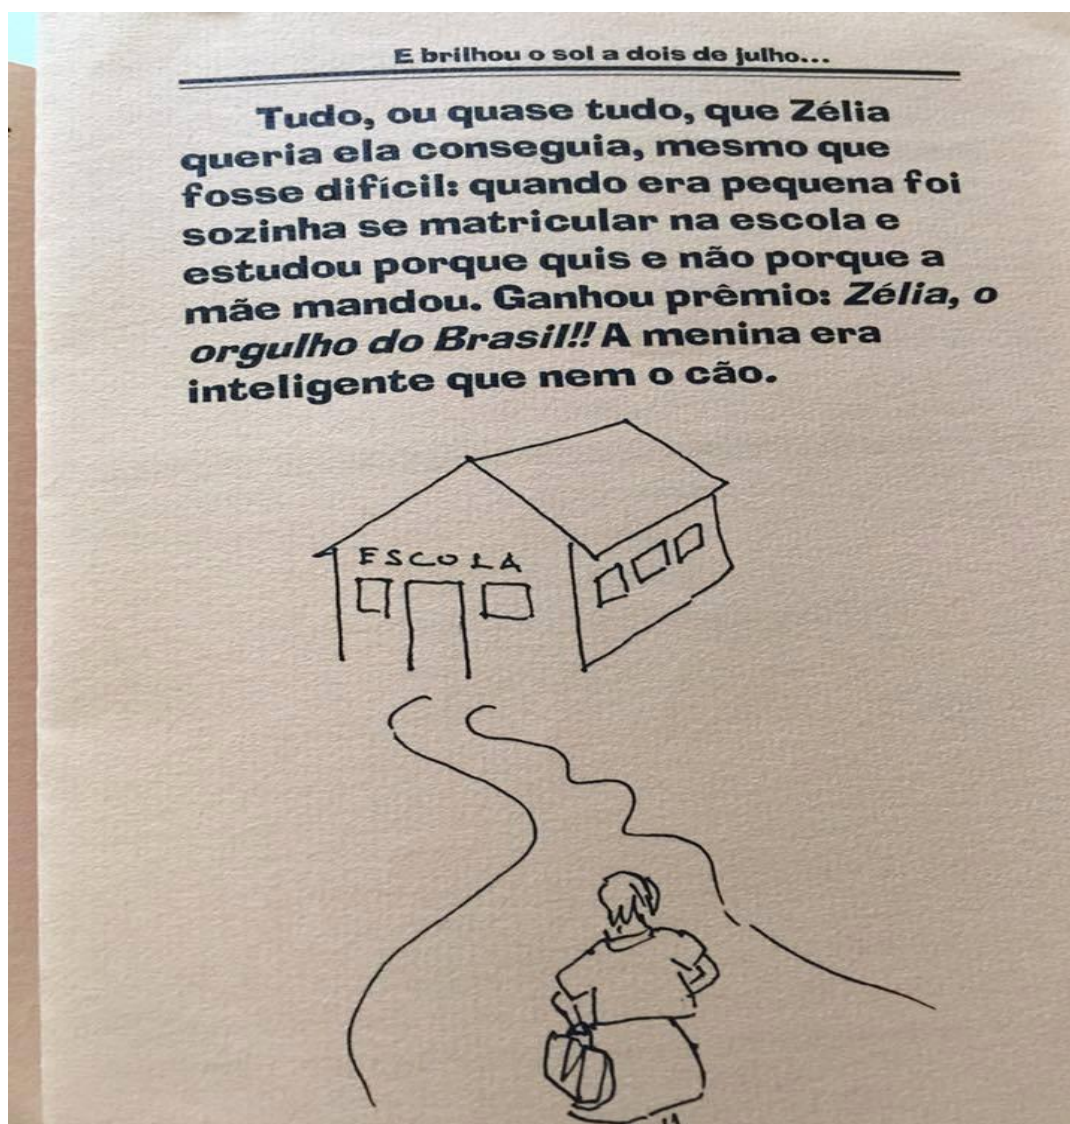 E brilhou o sol a dois de julho...
Tudo, ou quase tudo, que Zélia
queria ela conseguia, mesmo que
fosse difícil: quando era pequena foi
sozinha se matricular na escola e
estudou porque quis e não porque a
mãe mandou. Ganhou prêmio: Zélia, o
orgulho do Brasil!! A menina era
inteligente que nem o cão.
ESCOLA